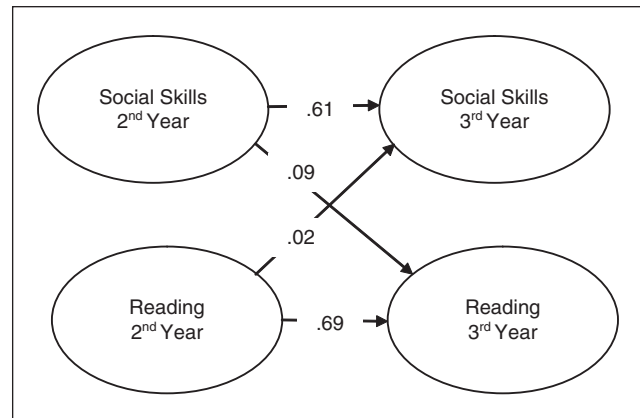 Social Skills
2nd Year
Social Skills
3rd Year
.61
.09
.02
Reading
2nd Year
.69
Reading
3rd Year